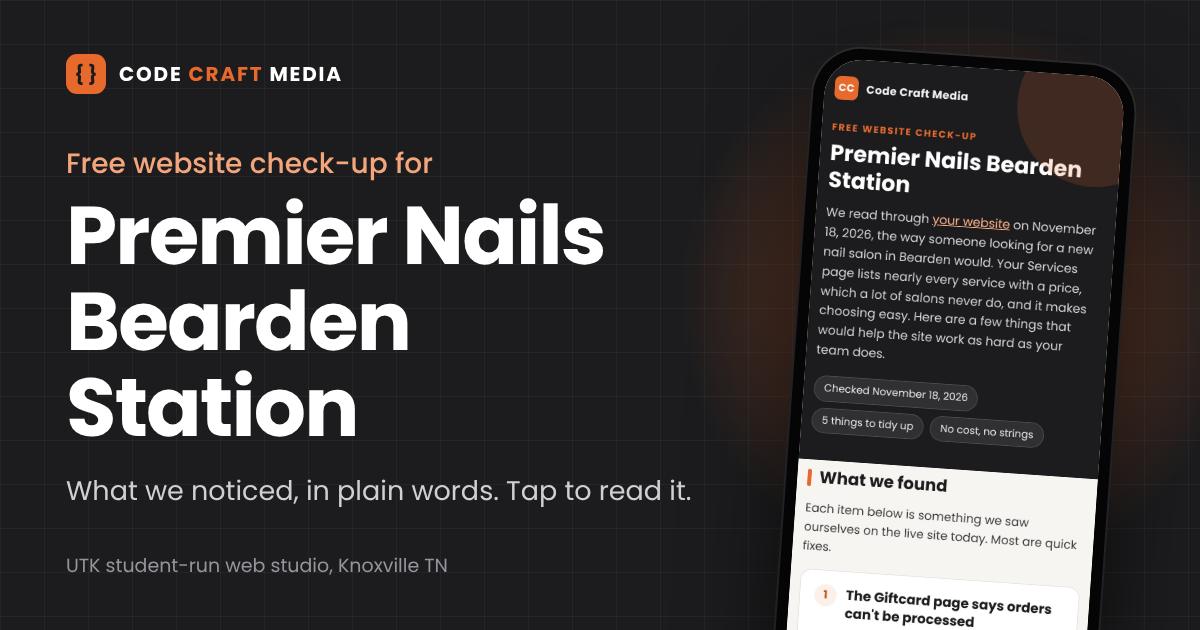 { }
CODE CRAFT MEDIA
Free website check-up for
Premier Nails
Bearden
Station
What we noticed, in plain words. Tap to read it.
UTK student-run web studio, Knoxville TN
CC
Code Craft Media
FREE WEBSITE CHECK-UP
Premier Nails Bearden
Station
We read through your website on November
18, 2026, the way someone looking for a new
nail salon in Bearden would. Your Services
page lists nearly every service with a price,
which a lot of salons never do, and it makes
choosing easy. Here are a few things that
would help the site work as hard as your
team does.
Checked November 18, 2026
5 things to tidy up
No cost, no strings
What we found
Each item below is something we saw
ourselves on the live site today. Most are quick
fixes.
1
The Giftcard page says orders
can't be processed